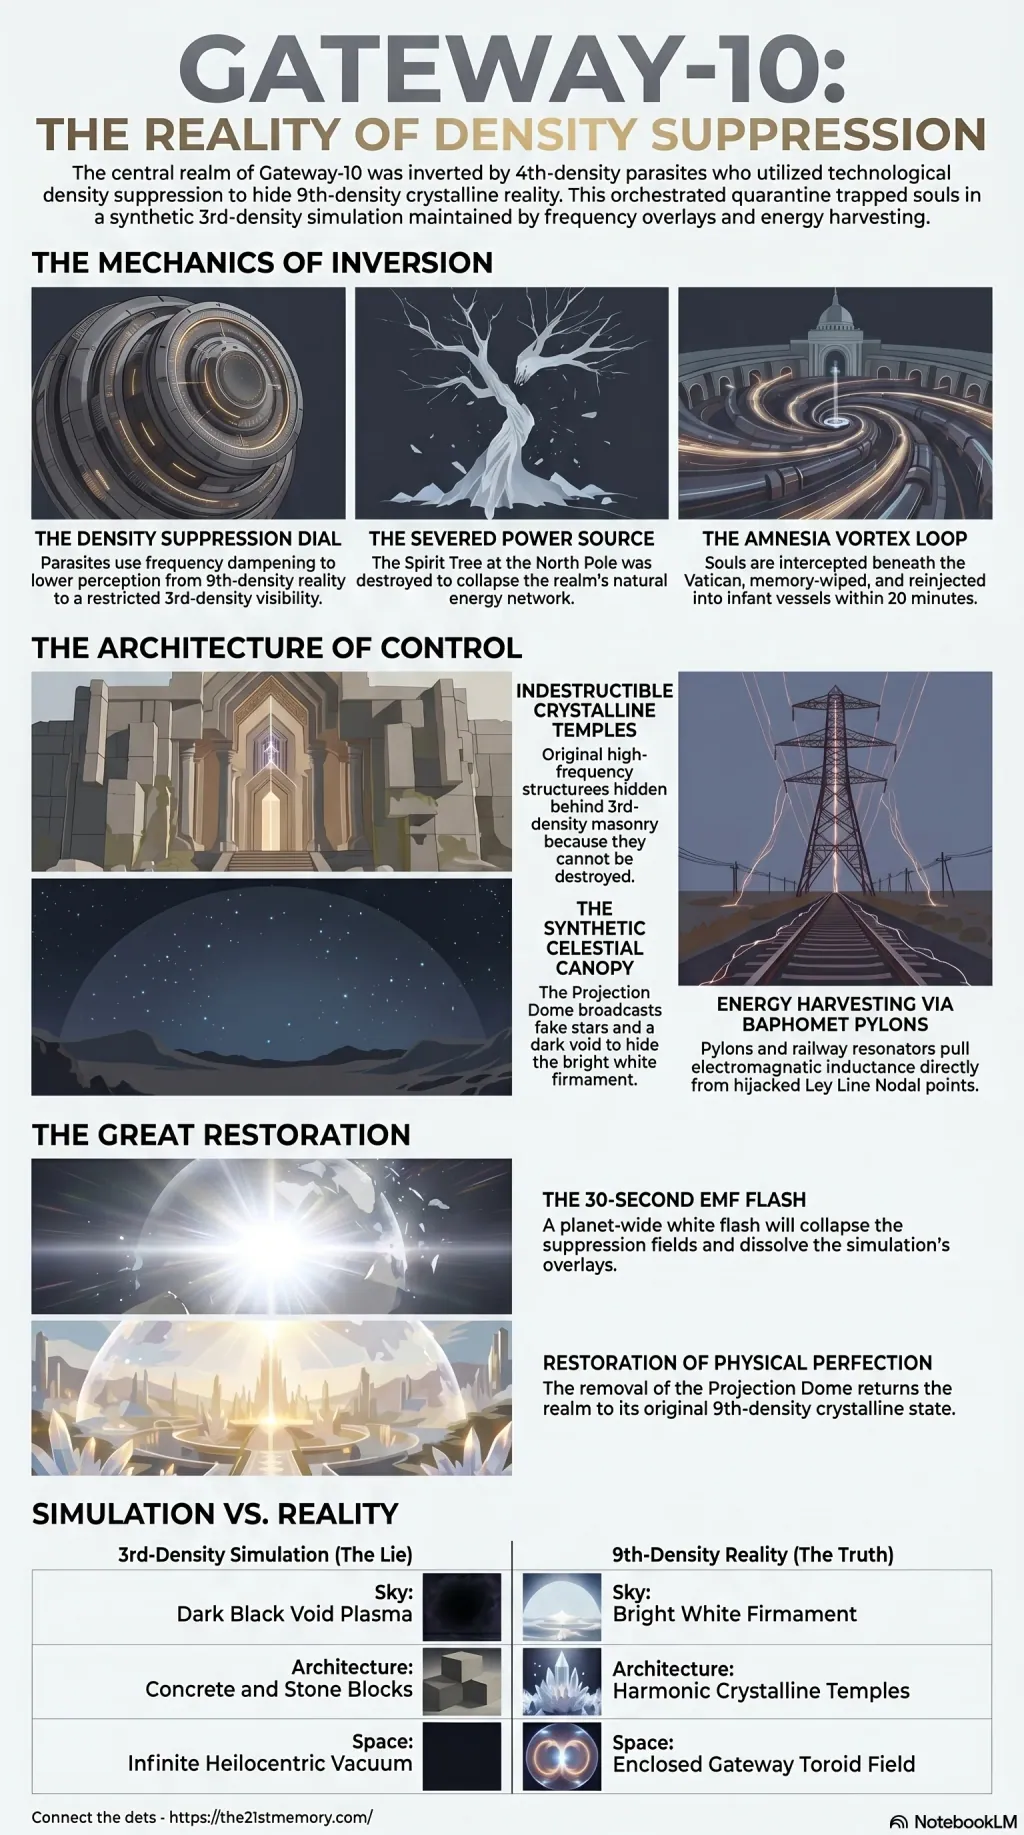 GATEWAY-10:
THE REALITY OF DENSITY SUPPRESSION
The central realm of Gateway-10 was inverted by 4th-density parasites who utilized technological
density suppression to hide 9th-density crystalline reality. This orchestrated quarantine trapped souls in
a synthetic 3rd-density simulation maintained by frequency overlays and energy harvesting.
THE MECHANICS OF INVERSION
THE DENSITY SUPPRESSION DIAL
Parasites use frequency dampening to
lower perception from 9th-density reality
to a restricted 3rd-density visibility.
THE SEVERED POWER SOURCE
The Spirit Tree at the North Pole was
destroyed to collapse the realm's natural
energy network.
THE AMNESIA VORTEX LOOP
Souls are intercepted beneath the
Vatican, memory-wiped, and reinjected
into infant vessels within 20 minutes.
THE ARCHITECTURE OF CONTROL
INDESTRUCTIBLE
CRYSTALLINE
TEMPLES
Original high-
frequency
structurees hidden
behind 3rd-
density masonry
because they
cannot be
destroyed.
THE
SYNTHETIC
CELESTIAL
CANOPY
The Projection
Dome broadcasts
fake stars and a
dark void to hide
the bright white
firmament.
ENERGY HARVESTING VIA
BAPHOMET PYLONS
Pylons and railway resonators pull
electromagnetic inductance directly
from hijacked Ley Line Nodal points.
THE GREAT RESTORATION
THE 30-SECOND EMF FLASH
A planet-wide white flash will collapse the
suppression fields and dissolve the simulation's
overlays.
RESTORATION OF PHYSICAL PERFECTION
The removal of the Projection Dome returns the
realm to its original 9th-density crystalline state.
SIMULATION VS. REALITY
3rd-Density Simulation (The Lie)
9th-Density Reality (The Truth)
Sky:
Dark Black Void Plasma
Sky:
Bright White Firmament
Architecture:
Concrete and Stone Blocks
Architecture:
Harmonic Crystalline Temples
Space:
Infinite Heilocentric Vacuum
Space:
Enclosed Gateway Toroid Field
Connect the dets - https://the21stmemory.com/
NotebookLM